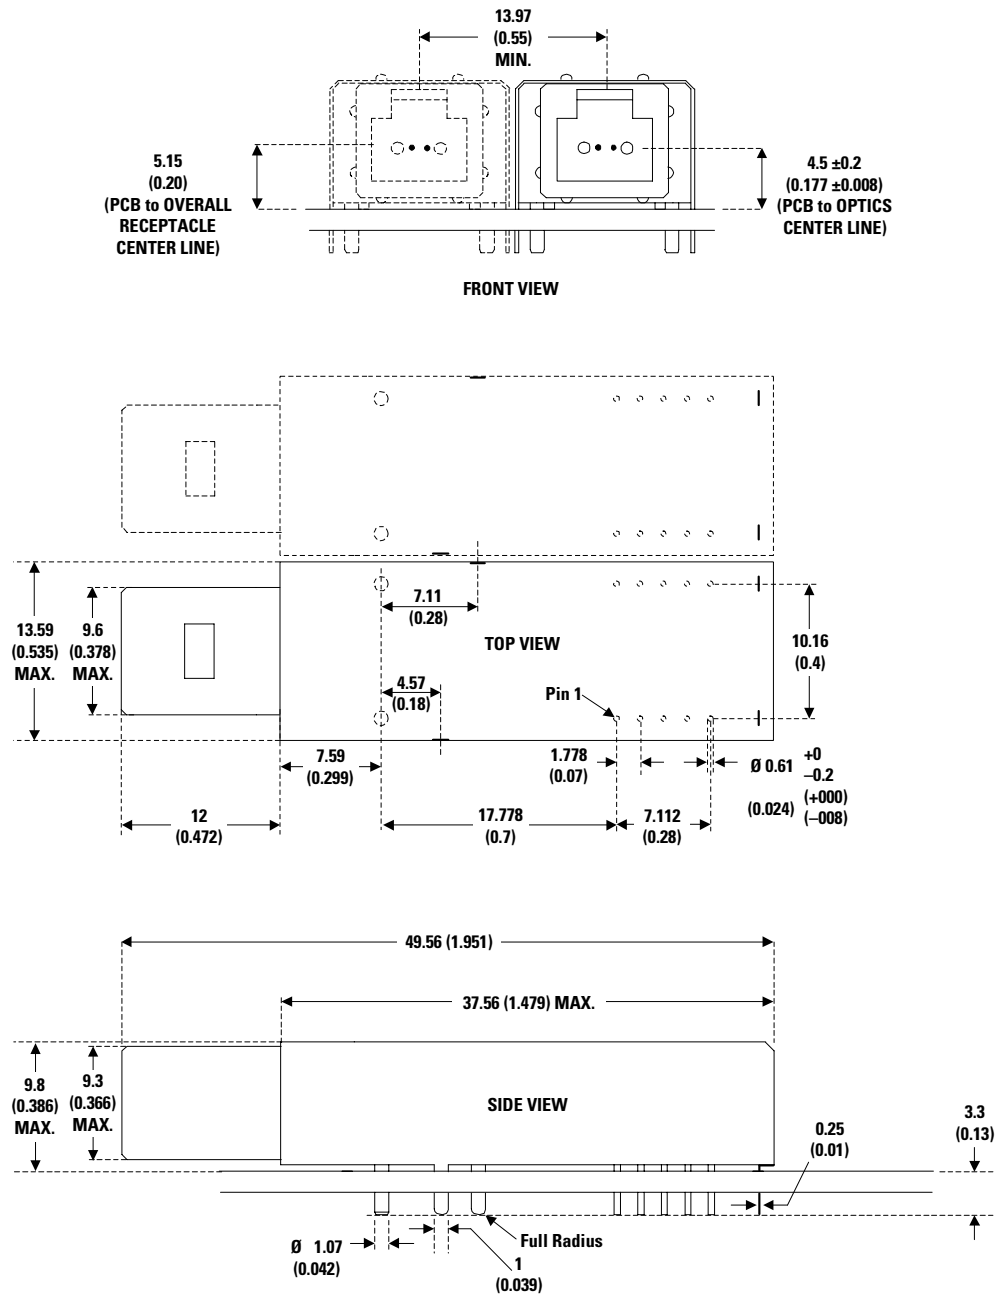 13.97
(0.55)
MIN.
5.15
(0.20)
(PCB to OVERALL
RECEPTACLE
CENTER LINE)
4.5 ±0.2
(0.177 ±0.008)
(PCB to OPTICS
CENTER LINE)
FRONT VIEW
13.59
(0.535)
MAX.
9.6
(0.378)
MAX.
7.11
(0.28)
TOP VIEW
10.16
(0.4)
4.57
(0.18)
Pin 1
7.59
(0.299)
1.778
(0.07)
Ø 0.61 +0
–0.2
(0.024) (+000)
(–008)
12
(0.472)
17.778
(0.7)
7.112
(0.28)
49.56 (1.951)
37.56 (1.479) MAX.
9.8
(0.386)
MAX.
9.3
(0.366)
MAX.
SIDE VIEW
0.25
(0.01)
3.3
(0.13)
Ø 1.07
(0.042)
Full Radius
1
(0.039)